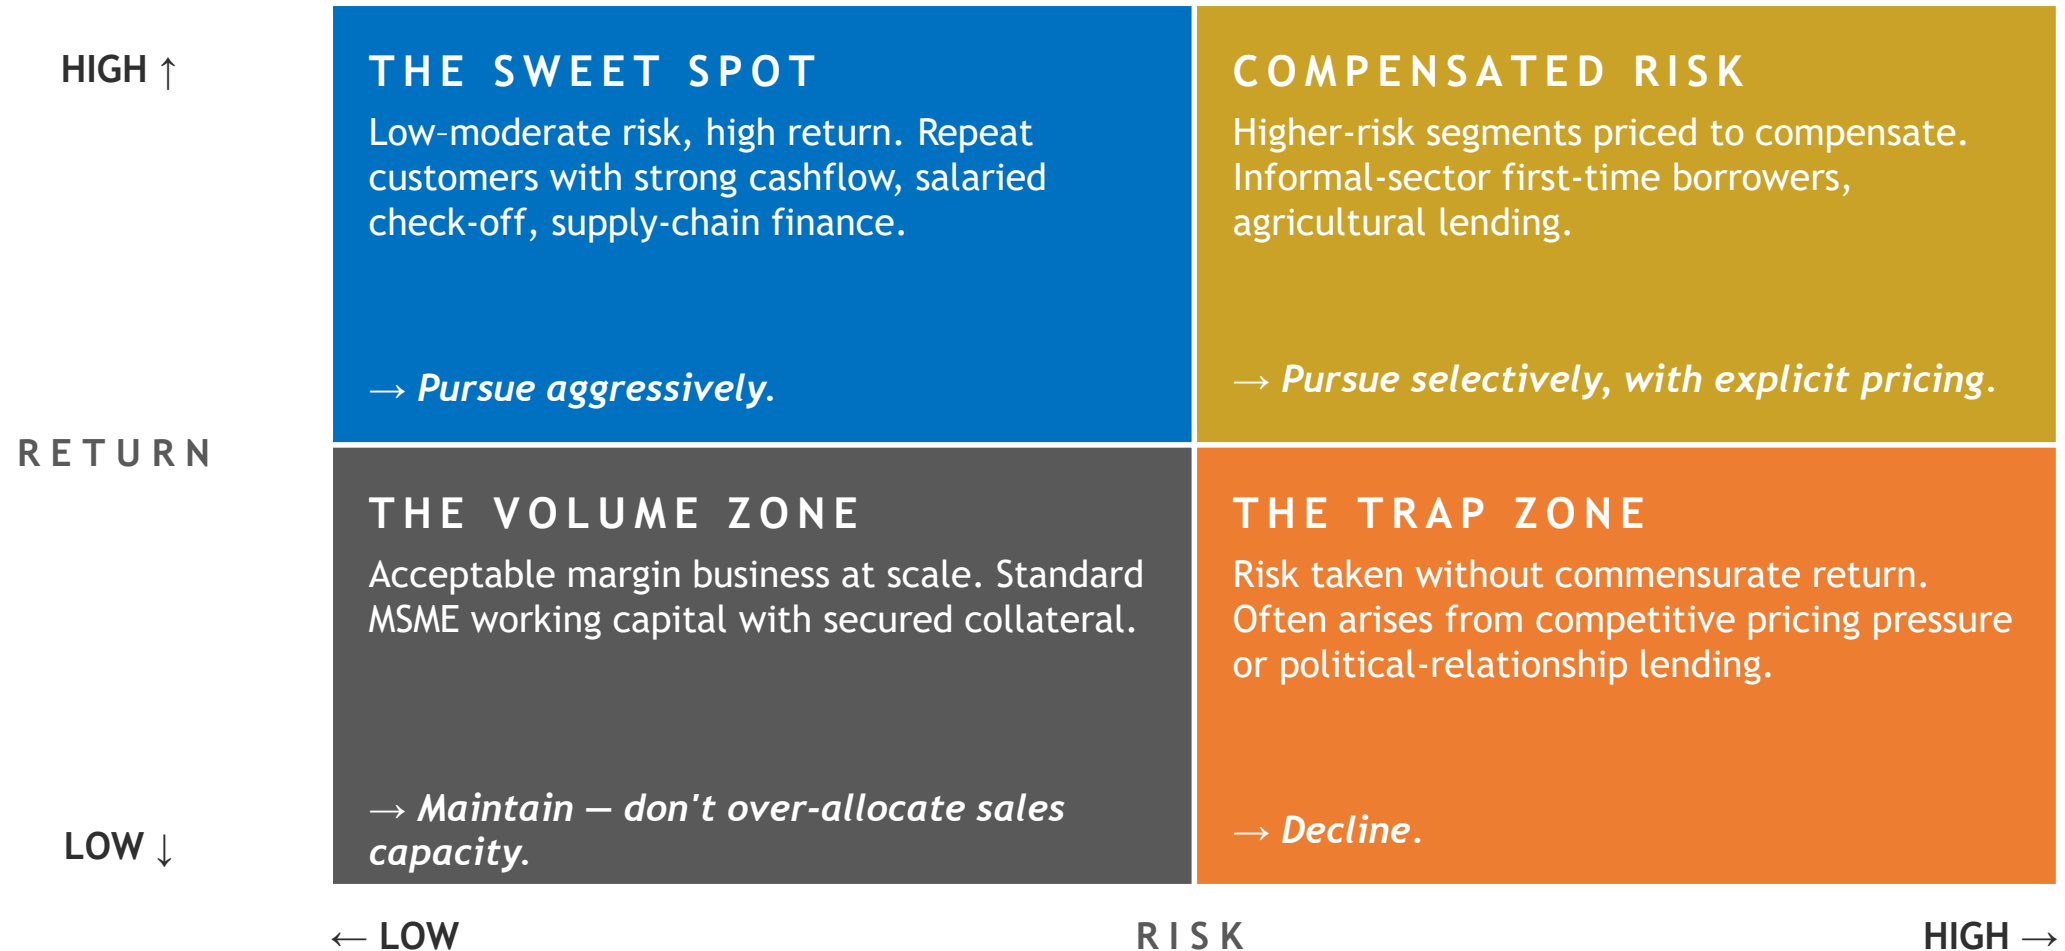 HIGH ↑
THE SWEET SPOT
Low–moderate risk, high return. Repeat
customers with strong cashflow, salaried
check-off, supply-chain finance.
→ Pursue aggressively.
COMPENSATED RISK
Higher-risk segments priced to compensate.
Informal-sector first-time borrowers,
agricultural lending.
→ Pursue selectively, with explicit pricing.
RETURN
THE VOLUME ZONE
Acceptable margin business at scale. Standard
MSME working capital with secured collateral.
→ Maintain — don't over-allocate sales
capacity.
THE TRAP ZONE
Risk taken without commensurate return.
Often arises from competitive pricing pressure
or political-relationship lending.
→ Decline.
LOW ↓
← LOW
RISK
HIGH →